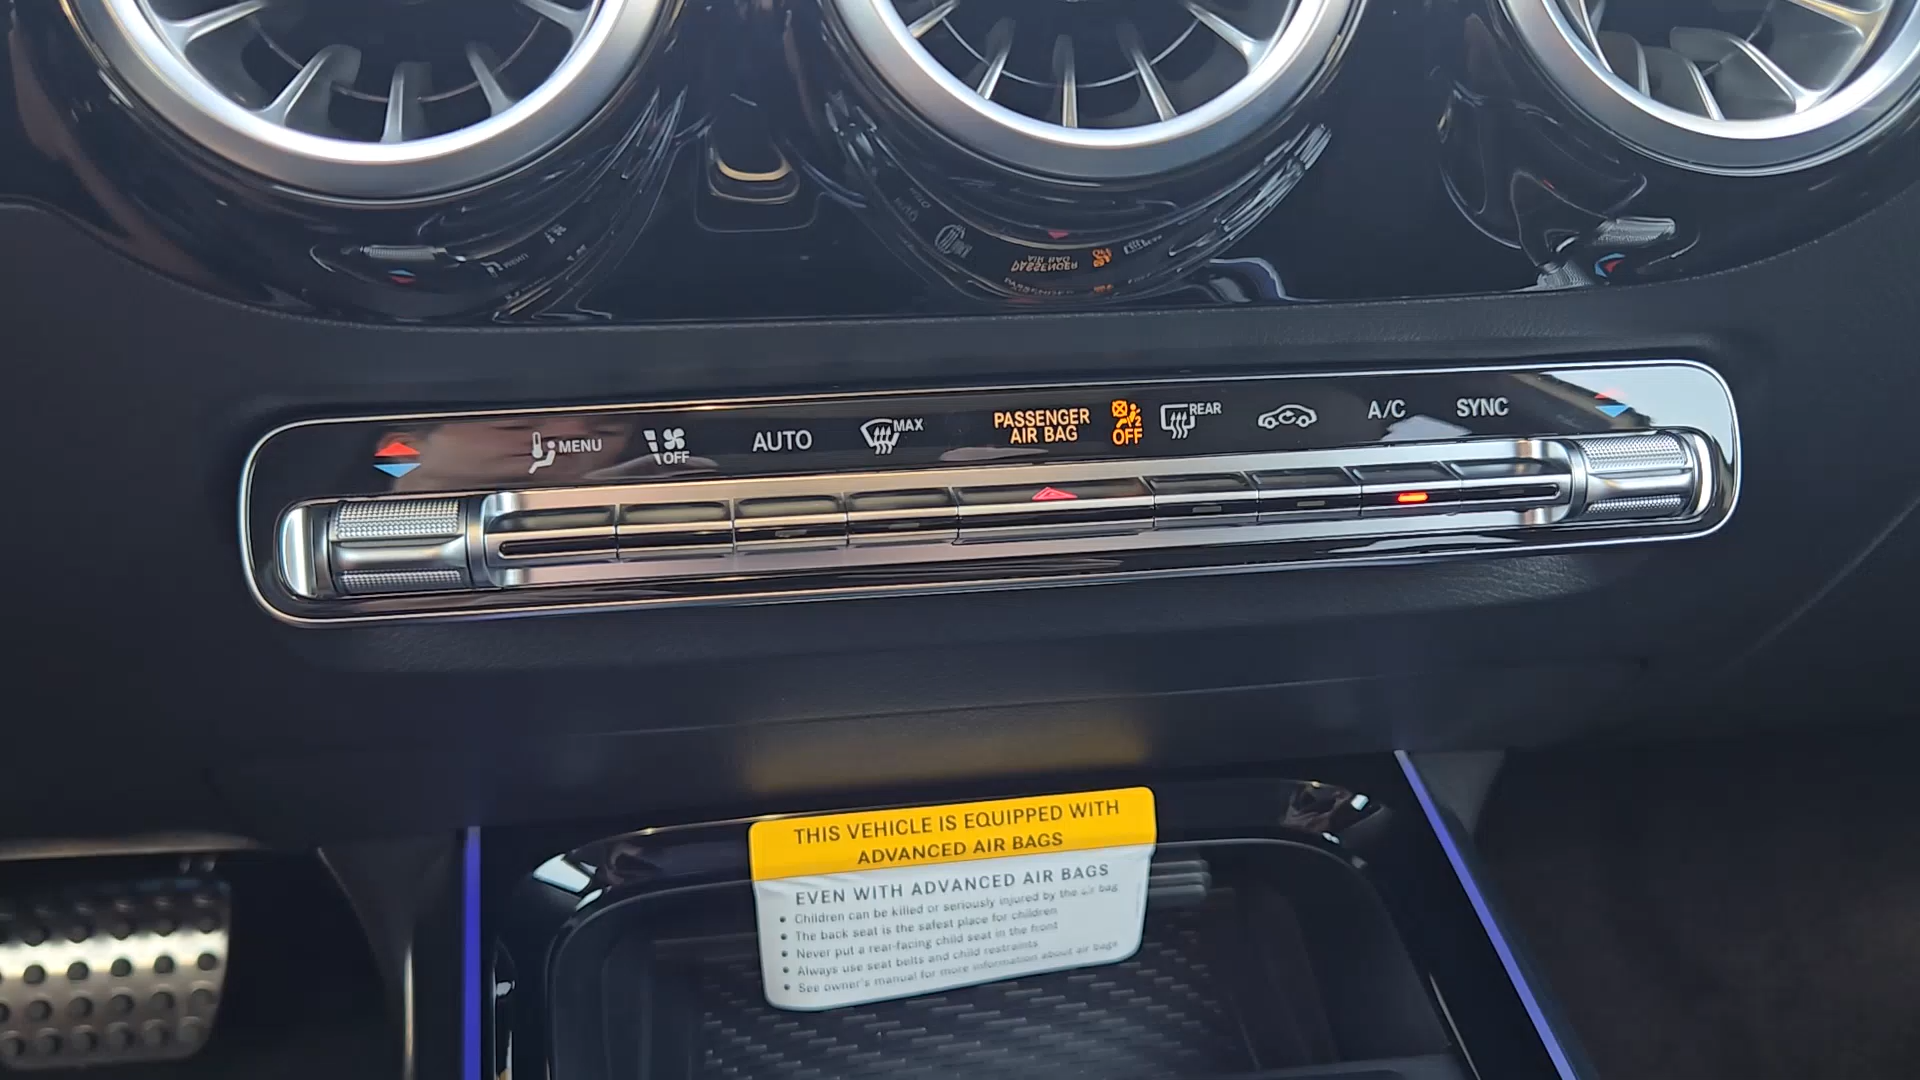 MENU
OFF
AUTO
MAX
PASSENGER
AIR BAG
2
OFF
REAR
A/C
SYNC
THIS VEHICLE IS EQUIPPED WITH
ADVANCED AIR BAGS
EVEN WITH ADVANCED AIR BAGS
• Children can be killed or seriously injured by the air bag
• The back seat is the safest place for children
• Never put a rear-facing child seat in the front
• Always use seat belts and child restraints
• See owner's manual for more information about air bags